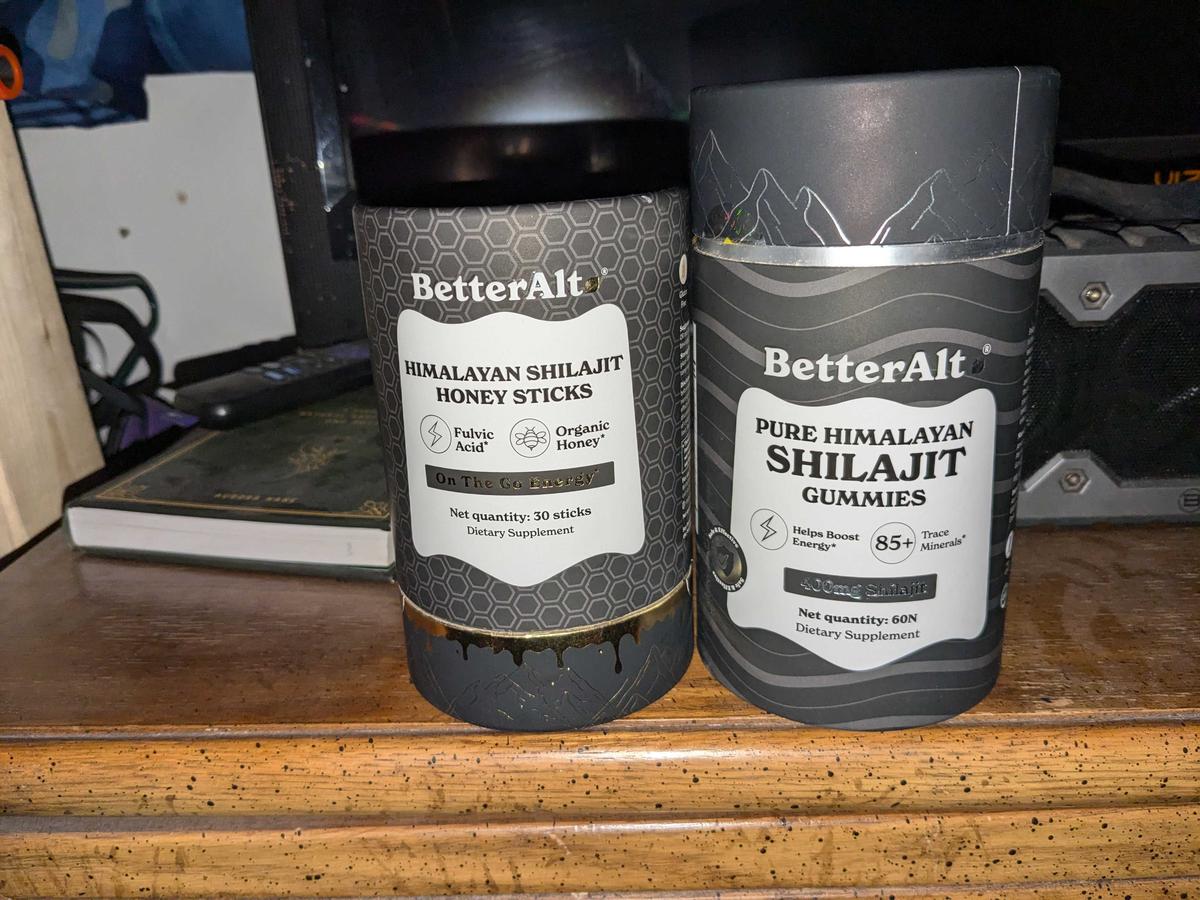 BetterAlt®
HIMALAYAN SHILAJIT
HONEY STICKS
Fulvic
Acid*
Organic
Honey*
On The Go Energy*
Net quantity: 30 sticks
Dietary Supplement
BetterAlt®
PURE HIMALAYAN
SHILAJIT
GUMMIES
Helps Boost
Energy*
85+
Trace
Minerals*
400mg Shilajit
Net quantity: 60N
Dietary Supplement